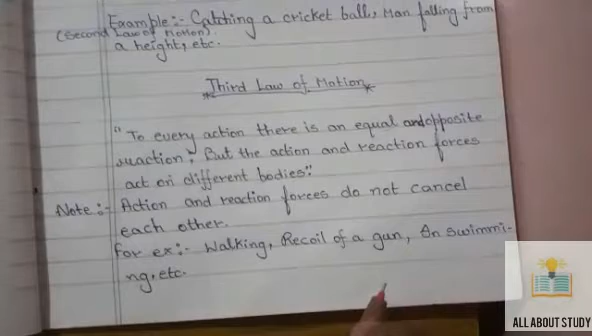 Example:- Catching a cricket ball, Man falling from
(Second Law of Motion)
a height, etc.
*Third Law of Motion*
"To every action there is an equal and opposite
reaction, But the action and reaction forces
act on different bodies."
Note:- Action and reaction forces do not cancel
each other.
For ex:- Walking, Recoil of a gun, In swimmi-
ng, etc.
ALL ABOUT STUDY